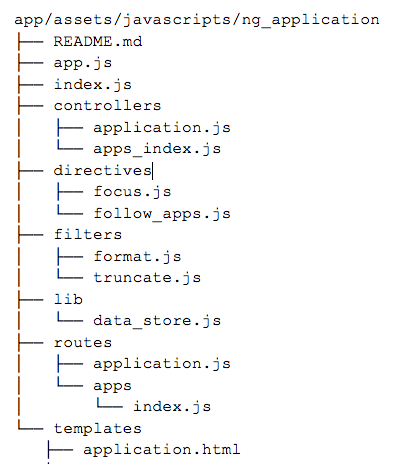 app/assets/javascripts/ng_application
├── README.md
├── app.js
├── index.js
├── controllers
│   ├── application.js
│   └── apps_index.js
├── directives
│   ├── focus.js
│   └── follow_apps.js
├── filters
│   ├── format.js
│   └── truncate.js
├── lib
│   └── data_store.js
├── routes
│   ├── application.js
│   └── apps
│       └── index.js
└── templates
    ├── application.html